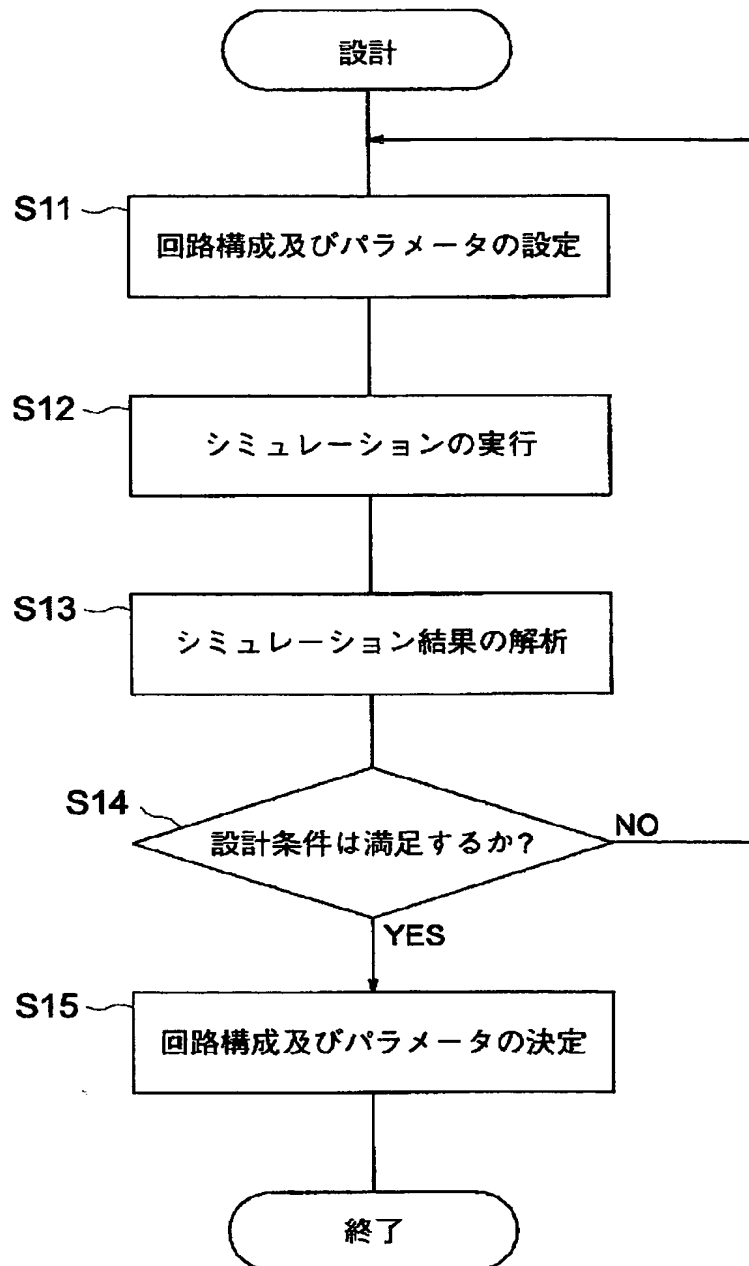 設計
S11
回路構成及びパラメータの設定
S12
シミュレーションの実行
S13
シミュレーション結果の解析
S14
設計条件は満足するか?
NO
YES
S15
回路構成及びパラメータの決定
終了